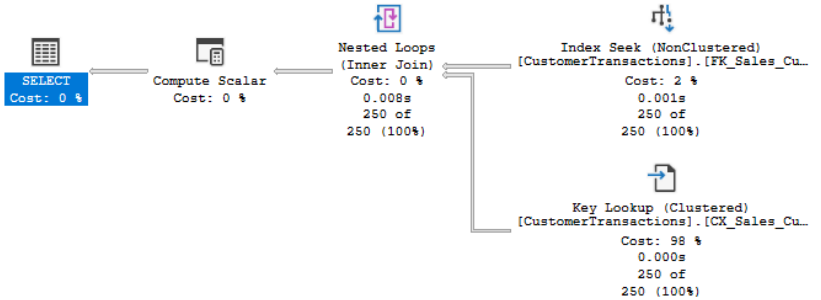 SELECT
Cost: 0 %
Compute Scalar
Cost: 0 %
Nested Loops
(Inner Join)
Cost: 0 %
0.008s
250 of
250 (100%)
Index Seek (NonClustered)
[CustomerTransactions].[FK_Sales_Cu…
Cost: 2 %
0.001s
250 of
250 (100%)
Key Lookup (Clustered)
[CustomerTransactions].[CX_Sales_Cu…
Cost: 98 %
0.000s
250 of
250 (100%)